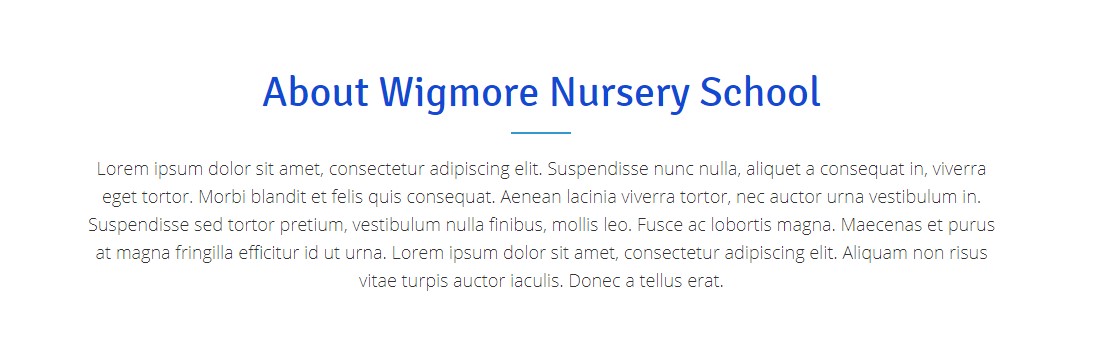 About Wigmore Nursery School
Lorem ipsum dolor sit amet, consectetur adipiscing elit. Suspendisse nunc nulla, aliquet a consequat in, viverra
eget tortor. Morbi blandit et felis quis consequat. Aenean lacinia viverra tortor, nec auctor urna vestibulum in.
Suspendisse sed tortor pretium, vestibulum nulla finibus, mollis leo. Fusce ac lobortis magna. Maecenas et purus
at magna fringilla efficitur id ut urna. Lorem ipsum dolor sit amet, consectetur adipiscing elit. Aliquam non risus
vitae turpis auctor iaculis. Donec a tellus erat.